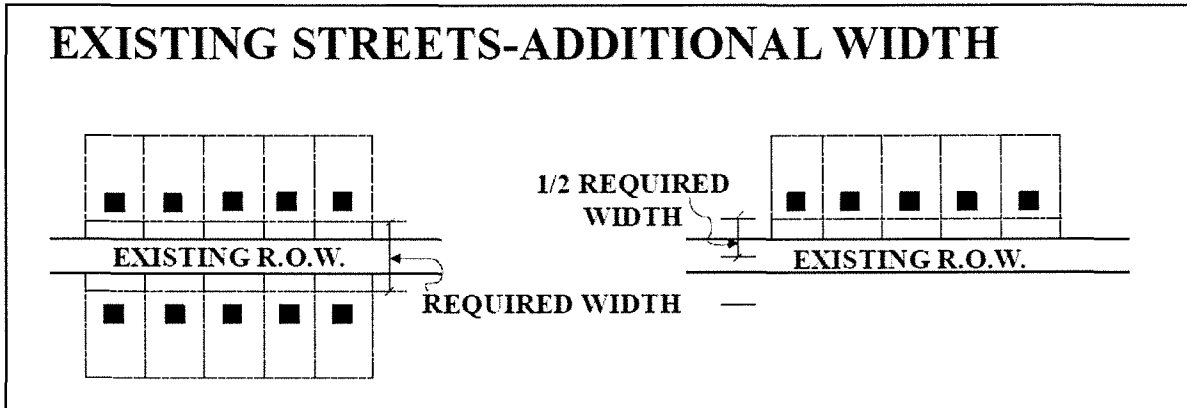 EXISTING STREETS-ADDITIONAL WIDTH
1/2 REQUIRED
WIDTH
EXISTING R.O.W.
EXISTING R.O.W.
REQUIRED WIDTH